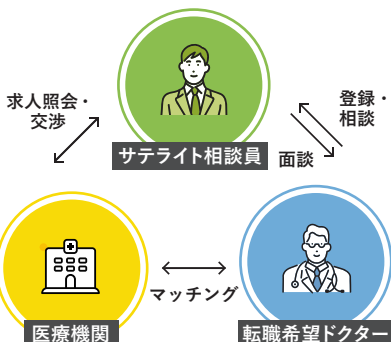 求人照会・
交渉
登録・
相談
サテライト相談員
面談
マッチング
医療機関
転職希望ドクター